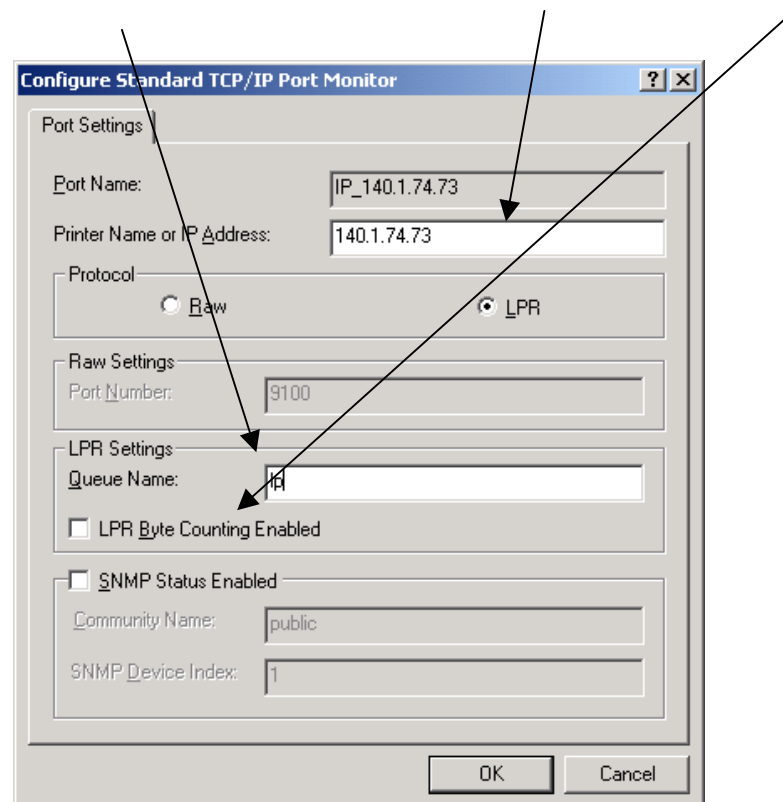 Configure Standard TCP/IP Port Monitor
Port Settings
Port Name: IP_140.1.74.73
Printer Name or IP Address: 140.1.74.73
Protocol
Raw LPR
Raw Settings
Port Number: 9100
LPR Settings
Queue Name: lp
LPR Byte Counting Enabled
SNMP Status Enabled
Community Name: public
SNMP Device Index: 1
OK Cancel